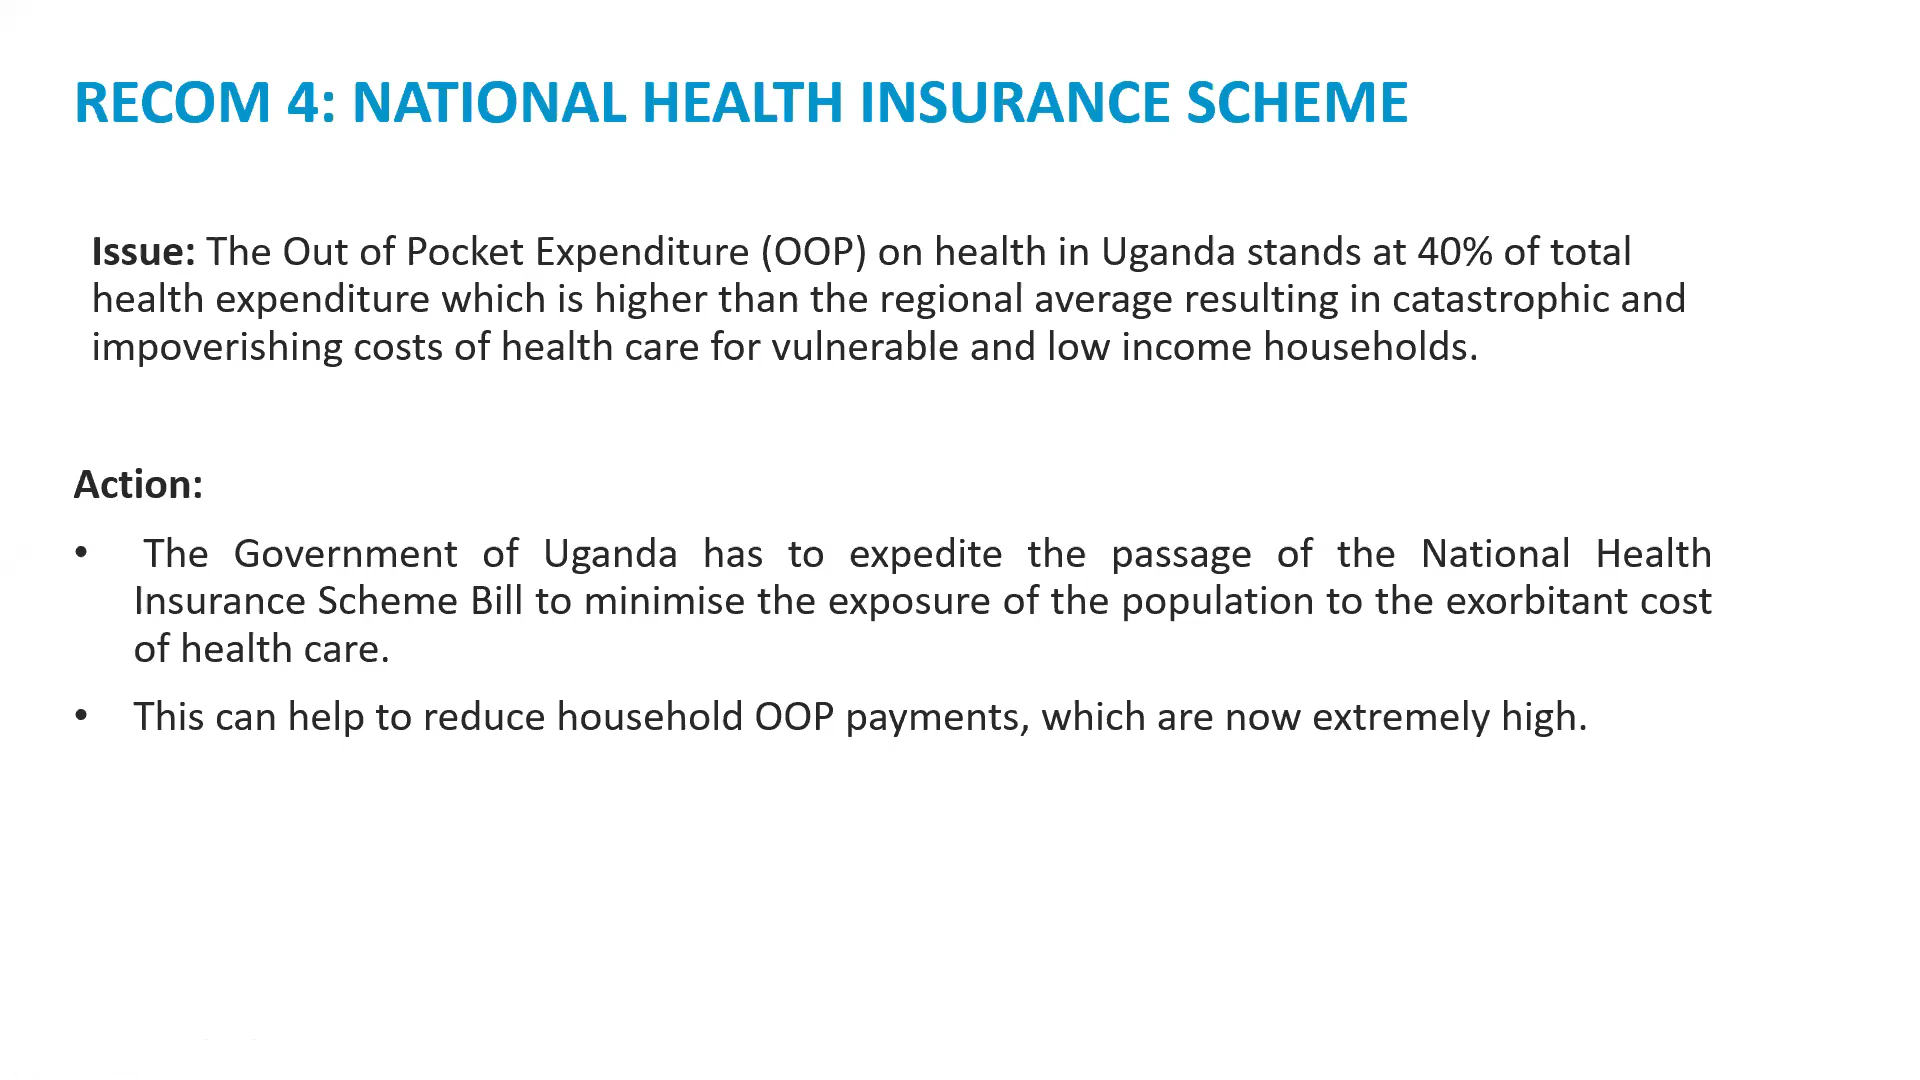 RECOM 4: NATIONAL HEALTH INSURANCE SCHEME
Issue: The Out of Pocket Expenditure (OOP) on health in Uganda stands at 40% of total
health expenditure which is higher than the regional average resulting in catastrophic and
impoverishing costs of health care for vulnerable and low income households.
Action:
• The Government of Uganda has to expedite the passage of the National Health
Insurance Scheme Bill to minimise the exposure of the population to the exorbitant cost
of health care.
• This can help to reduce household OOP payments, which are now extremely high.